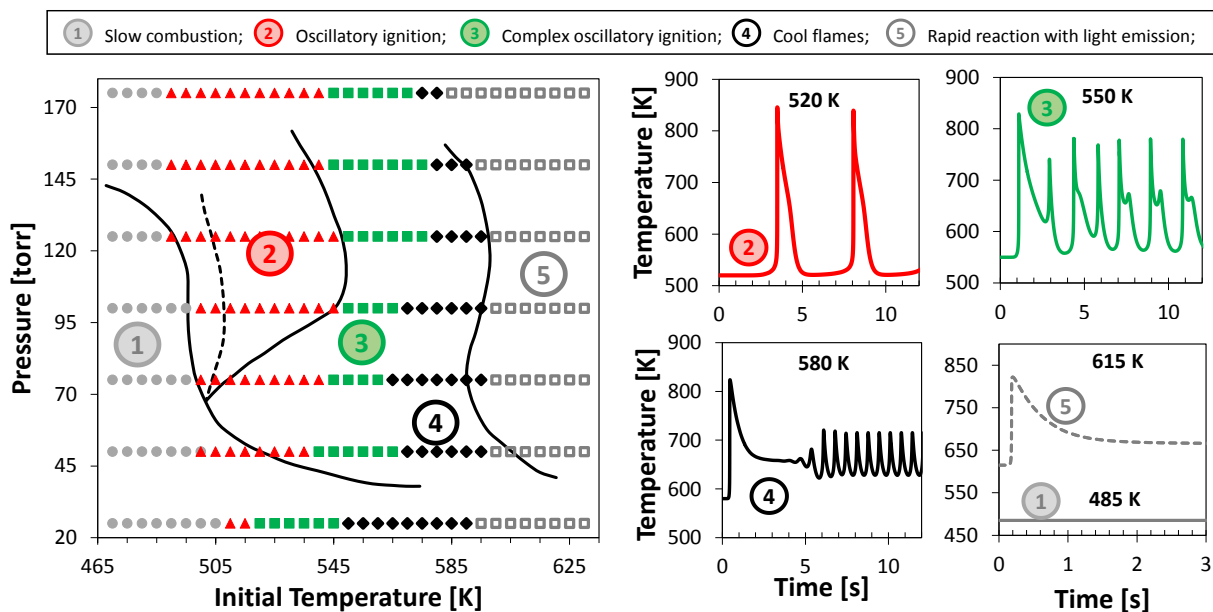 1 Slow combustion; 2 Oscillatory ignition; 3 Complex oscillatory ignition; 4 Cool flames; 5 Rapid reaction with light emission;
Pressure [torr]
170
145
120
95
70
45
20
465 505 545 585 625
Initial Temperature [K]
1
2
3
4
5
Temperature [K]
900
800
700
600
500
0 5 10
520 K
2
900
800
700
600
500
0 5 10
550 K
3
Temperature [K]
900
800
700
600
500
0 5 10
Time [s]
580 K
4
850
750
650
550
450
0 1 2 3
Time [s]
615 K
5
485 K
1